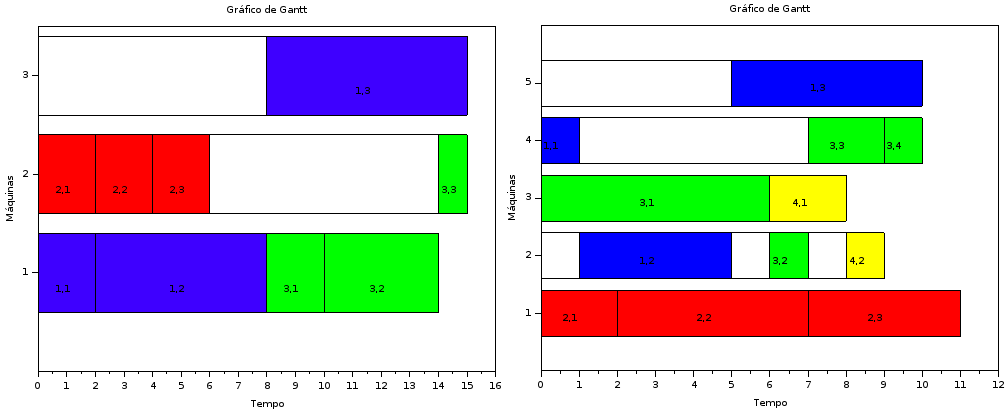 Gráfico de Gantt
Máquinas
3
1,3
2
2,1 2,2 2,3 3,3
1
1,1 1,2 3,1 3,2
0 1 2 3 4 5 6 7 8 9 10 11 12 13 14 15 16
Tempo
Gráfico de Gantt
Máquinas
5
1,3
4
1,1 3,3 3,4
3
3,1 4,1
2
1,2 3,2 4,2
1
2,1 2,2 2,3
0 1 2 3 4 5 6 7 8 9 10 11 12
Tempo